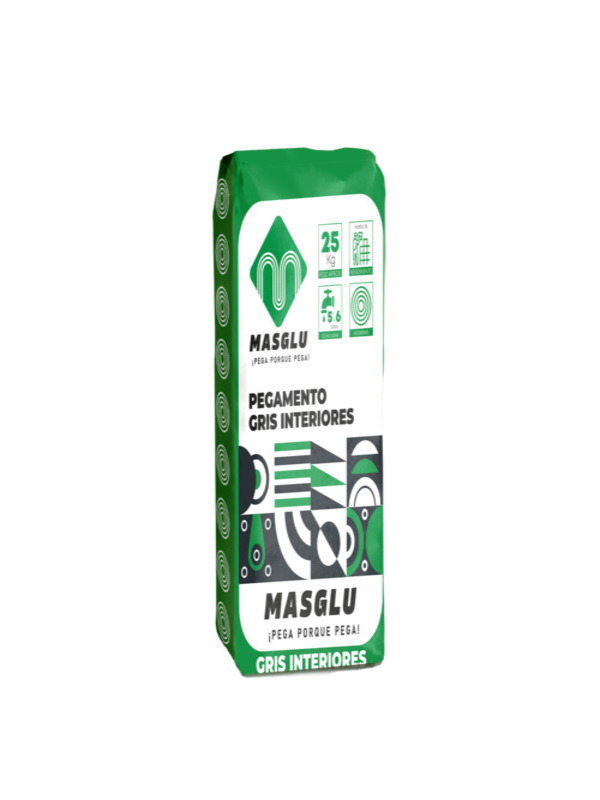 25
Kg
5.6
MASGLU
¡PEGA PORQUE PEGA!
PEGAMENTO
GRIS INTERIORES
MASGLU
¡PEGA PORQUE PEGA!
GRIS INTERIORES